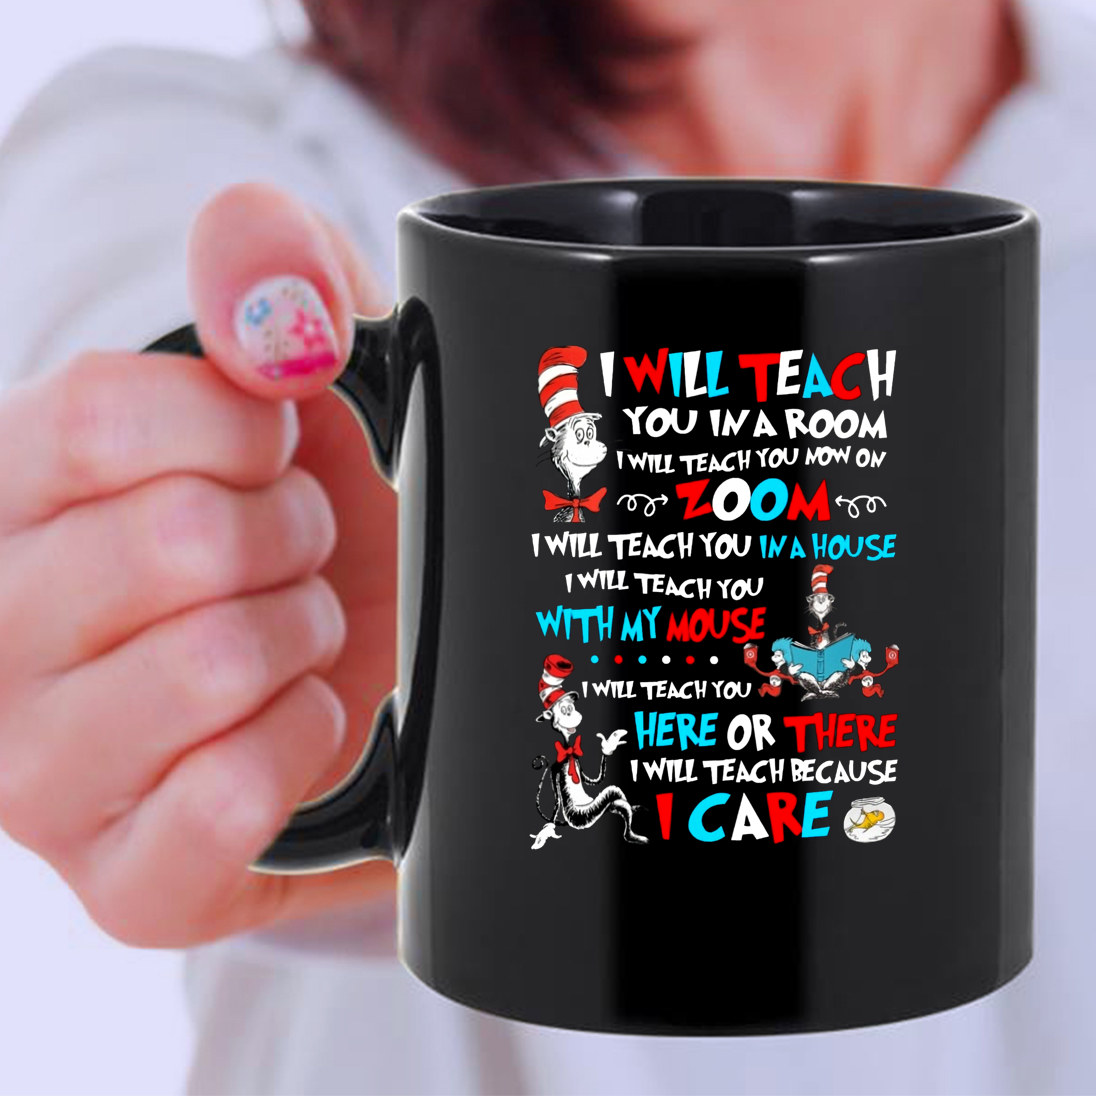 I WILL TEACH
YOU IN A ROOM
I WILL TEACH YOU NOW ON
ZOOM
I WILL TEACH YOU IN A HOUSE
I WILL TEACH YOU
WITH MY MOUSE
I WILL TEACH YOU
HERE OR THERE
I WILL TEACH BECAUSE
I CARE